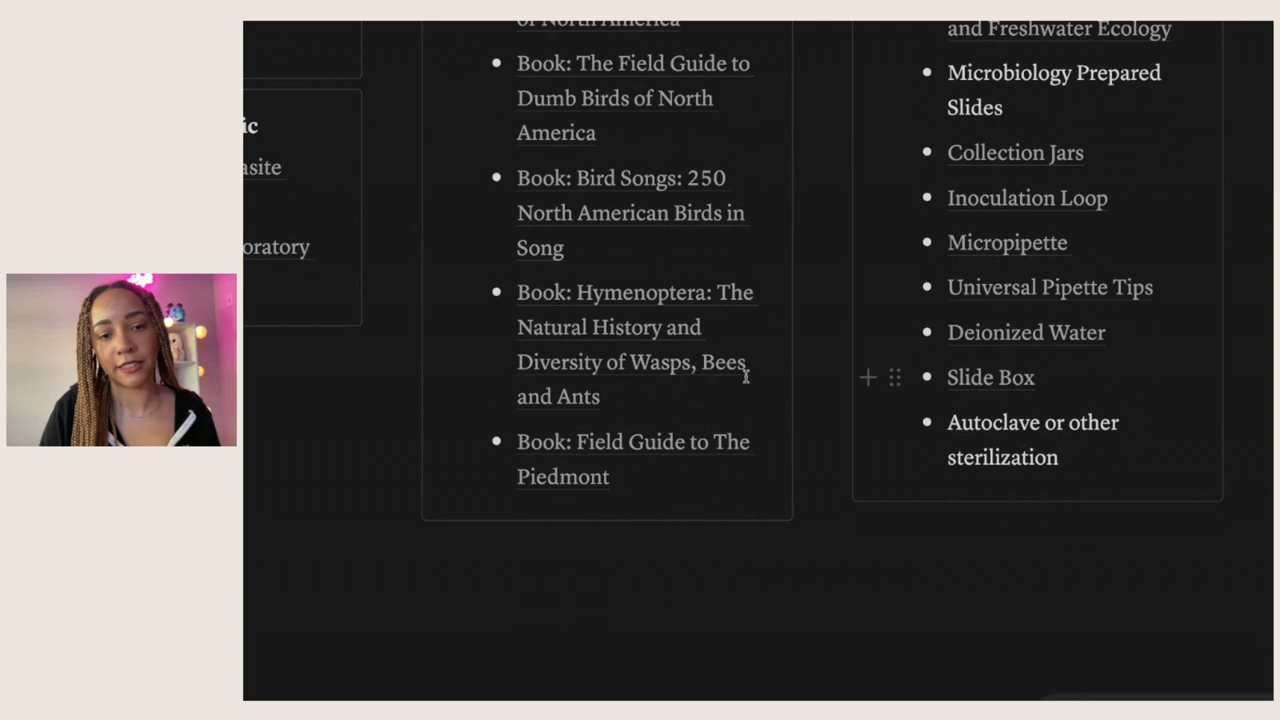 ic
asite
oratory
of North America
Book: The Field Guide to
Dumb Birds of North
America
Book: Bird Songs: 250
North American Birds in
Song
Book: Hymenoptera: The
Natural History and
Diversity of Wasps, Bees
and Ants
Book: Field Guide to The
Piedmont
and Freshwater Ecology
Microbiology Prepared
Slides
Collection Jars
Inoculation Loop
Micropipette
Universal Pipette Tips
Deionized Water
Slide Box
Autoclave or other
sterilization